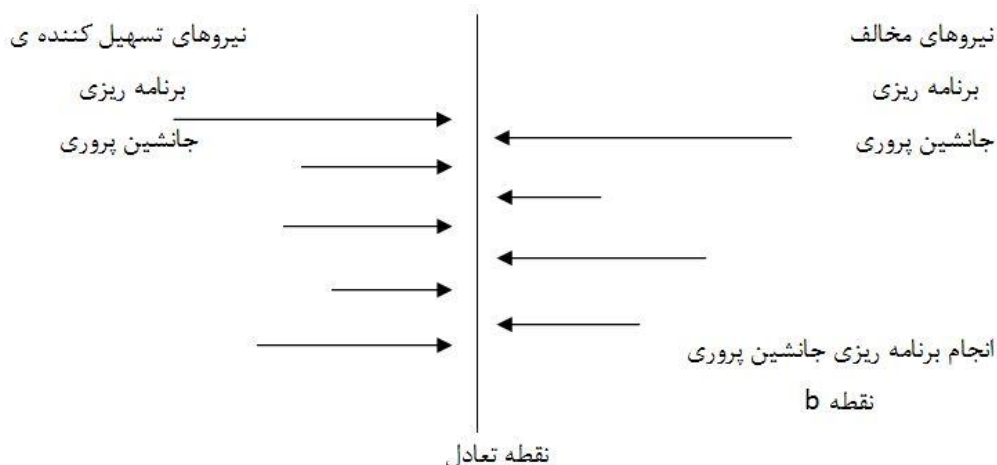 نیروهای مخالف
برنامه ریزی
جانشین پروری
نیروهای تسهیل کننده ی
برنامه ریزی
جانشین پروری
انجام برنامه ریزی جانشین پروری
نقطه b
نقطه تعادل